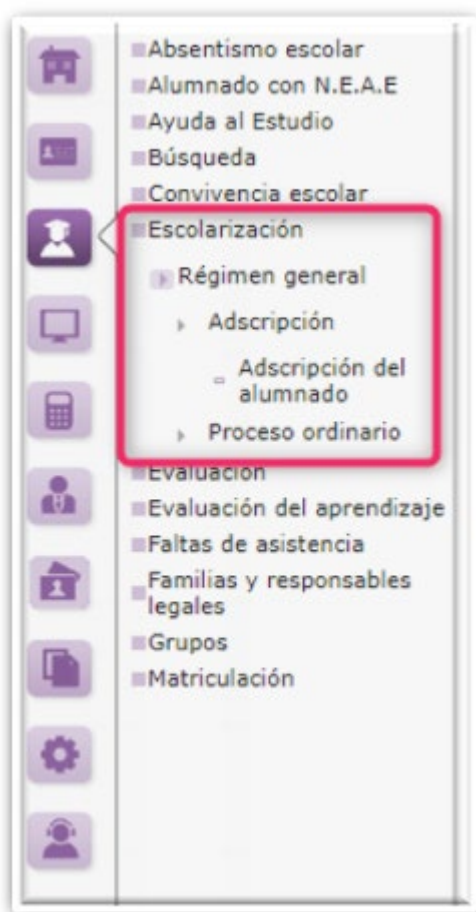 Absentismo escolar
Alumnado con N.E.A.E
Ayuda al Estudio
Búsqueda
Convivencia escolar
Escolarización
Régimen general
Adscripción
Adscripción del
alumnado
Proceso ordinario
Evaluación
Evaluación del aprendizaje
Faltas de asistencia
Familias y responsables
legales
Grupos
Matriculación